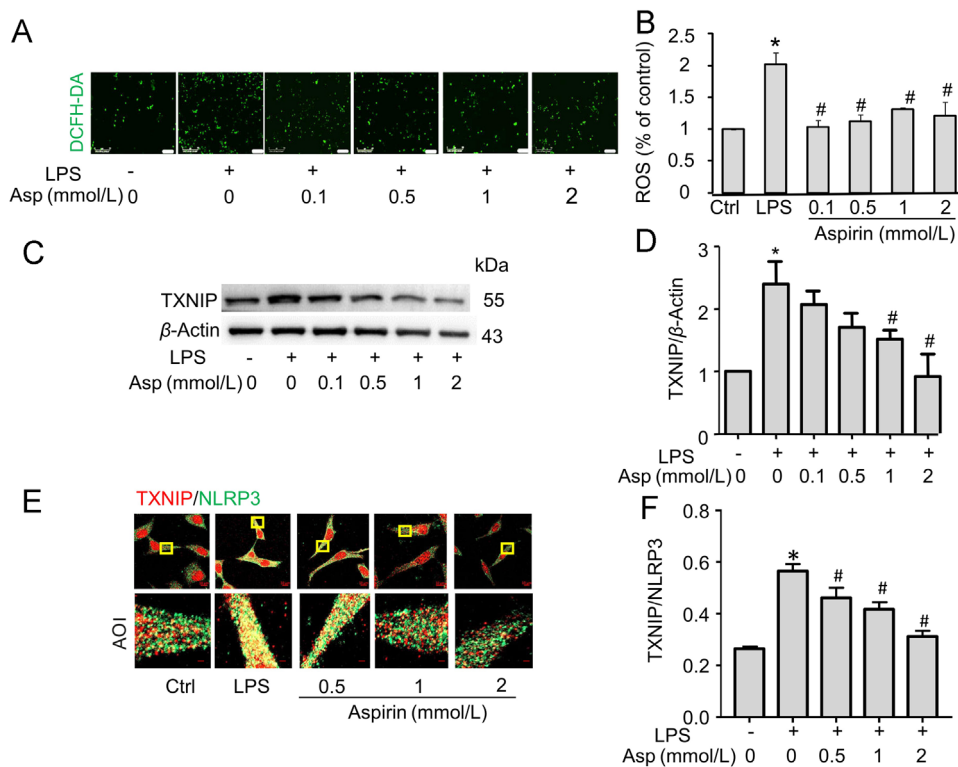 A
DCFH-DA
LPS - + + + + +
Asp (mmol/L) 0 0 0.1 0.5 1 2
B
ROS (% of control)
2.5
2
1.5
1
0.5
0
* # # # #
Ctrl LPS 0.1 0.5 1 2
Aspirin (mmol/L)
C
kDa
TXNIP 55
β-Actin 43
LPS - + + + + +
Asp (mmol/L) 0 0 0.1 0.5 1 2
D
TXNIP/β-Actin
3
2
1
0
* # #
LPS - + + + + +
Asp (mmol/L) 0 0 0.1 0.5 1 2
E
TXNIP/NLRP3
AOI
Ctrl LPS 0.5 1 2
Aspirin (mmol/L)
F
TXNIP/NLRP3
0.8
0.6
0.4
0.2
0.0
* # # #
LPS - + + + +
Asp (mmol/L) 0 0 0.5 1 2